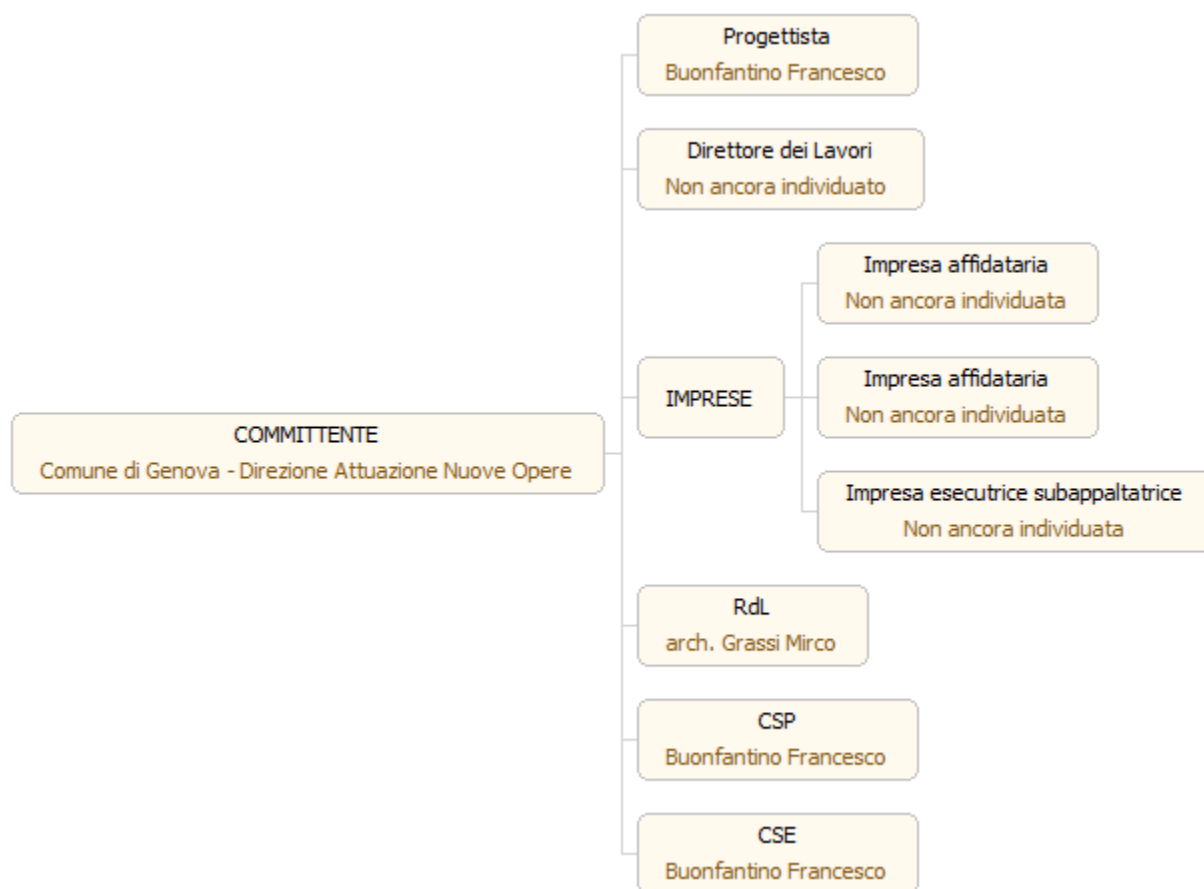 Progettista
Buonfantino Francesco
Direttore dei Lavori
Non ancora individuato
Impresa affidataria
Non ancora individuata
IMPRESE
Impresa affidataria
Non ancora individuata
COMMITTENTE
Comune di Genova - Direzione Attuazione Nuove Opere
Impresa esecutrice subappaltatrice
Non ancora individuata
RdL
arch. Grassi Mirco
CSP
Buonfantino Francesco
CSE
Buonfantino Francesco